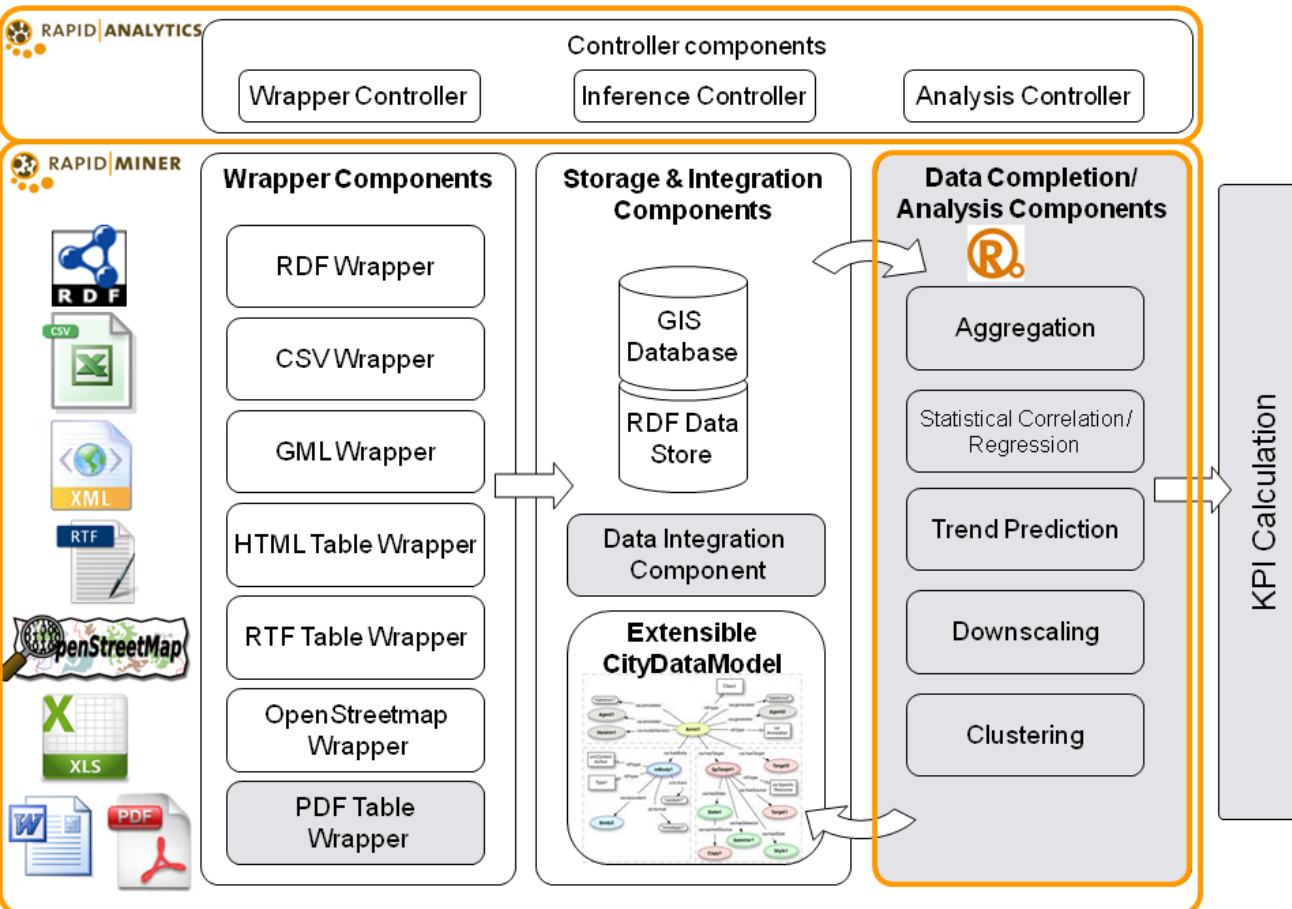 RAPID ANALYTICS
Controller components
Wrapper Controller
Inference Controller
Analysis Controller
RAPID MINER
RDF
CSV
XML
RTF
OpenStreetMap
XLS
W
PDF
Wrapper Components
RDF Wrapper
CSV Wrapper
GML Wrapper
HTML Table Wrapper
RTF Table Wrapper
OpenStreetmap
Wrapper
PDF Table
Wrapper
Storage & Integration
Components
GIS
Database
RDF Data
Store
Data Integration
Component
Extensible
CityDataModel
Data Completion/
Analysis Components
R
Aggregation
Statistical Correlation/
Regression
Trend Prediction
Downscaling
Clustering
KPI Calculation